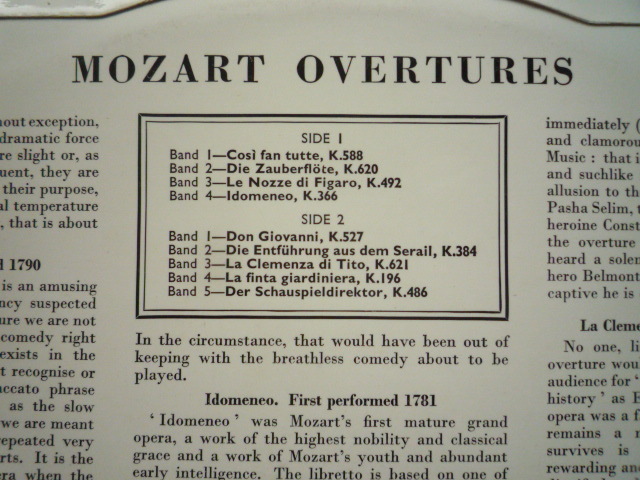 MOZART OVERTURES
out exception,
dramatic force
re slight or, as
quent, they are
their purpose,
al temperature
, that is about
d 1790
is an amusing
ncy suspected
ure we are not
comedy right
exists in the
t recognise or
accato phrase
as the slow
we are meant
repeated very
rts. It is the
era when the
SIDE 1
Band 1—Così fan tutte, K.588
Band 2—Die Zauberflöte, K.620
Band 3—Le Nozze di Figaro, K.492
Band 4—Idomeneo, K.366
SIDE 2
Band 1—Don Giovanni, K.527
Band 2—Die Entführung aus dem Serail, K.384
Band 3—La Clemenza di Tito, K.621
Band 4—La finta giardiniera, K.196
Band 5—Der Schauspieldirektor, K.486
In the circumstance, that would have been out of
keeping with the breathless comedy about to be
played.
Idomeneo. First performed 1781
‘Idomeneo’ was Mozart's first mature grand
opera, a work of the highest nobility and classical
grace and a work of Mozart's youth and abundant
early intelligence. The libretto is based on one of
immediately (
and clamorou
Music : that i
and suchlike
allusion to th
Pasha Selim, t
heroine Const
the overture
heard a solen
hero Belmont
captive he is
La Cleme
No one, li
overture wou
audience for ‘
history’ as E
opera was a f
remains a r
survives is
rewarding and